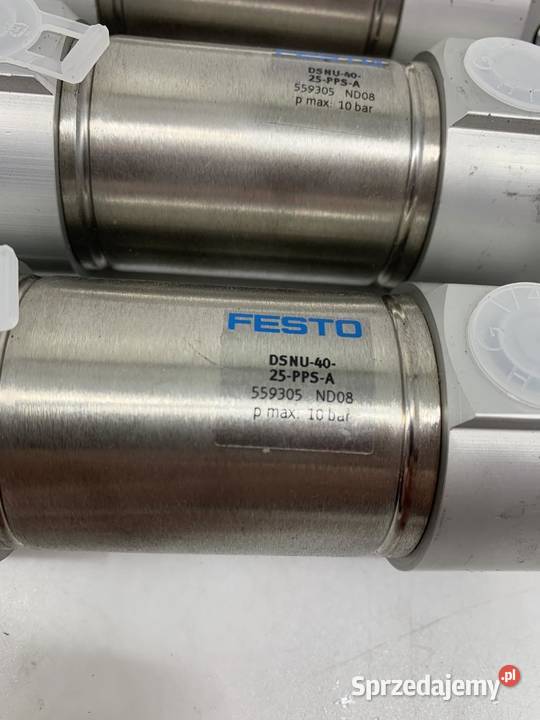 FESTO
DSNU-40-
25-PPS-A
559305 ND08
p max. 10 bar
FESTO
DSNU-40-
25-PPS-A
559305 ND08
p max. 10 bar
Sprzedajemy.pl